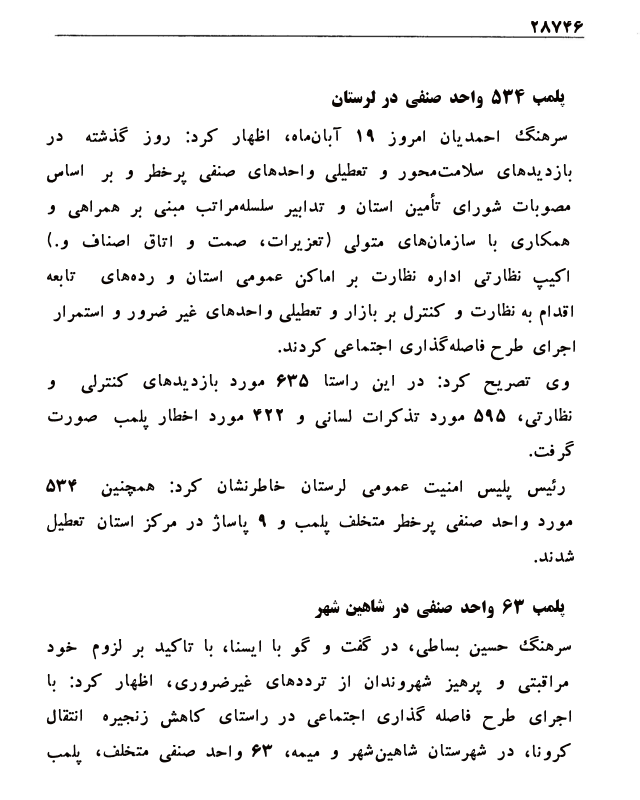 ۲۸۷۴۶
پلمب ۵۳۴ واحد صنفی در لرستان
سرهنگ احمدیان امروز ۱۹ آبان‌ماه، اظهار کرد: روز گذشته در
بازدیدهای سلامت‌محور و تعطیلی واحدهای صنفی پرخطر و بر اساس
مصوبات شورای تأمین استان و تدابیر سلسله‌مراتب مبنی بر همراهی و
همکاری با سازمان‌های متولی (تعزیرات، صمت و اتاق اصناف و.)
اکیپ نظارتی اداره نظارت بر اماکن عمومی استان و رده‌های تابعه
اقدام به نظارت و کنترل بر بازار و تعطیلی واحدهای غیر ضرور و استمرار
اجرای طرح فاصله‌گذاری اجتماعی کردند.
وی تصریح کرد: در این راستا ۶۳۵ مورد بازدیدهای کنترلی و
نظارتی، ۵۹۵ مورد تذکرات لسانی و ۴۲۲ مورد اخطار پلمب صورت
گرفت.
رئیس پلیس امنیت عمومی لرستان خاطرنشان کرد: همچنین ۵۳۴
مورد واحد صنفی پرخطر متخلف پلمب و ۹ پاساژ در مرکز استان تعطیل
شدند.
پلمب ۶۳ واحد صنفی در شاهین شهر
سرهنگ حسین بساطی، در گفت و گو با ایسنا، با تاکید بر لزوم خود
مراقبتی و پرهیز شهروندان از ترددهای غیرضروری، اظهار کرد: با
اجرای طرح فاصله گذاری اجتماعی در راستای کاهش زنجیره انتقال
کرونا، در شهرستان شاهین‌شهر و میمه، ۶۳ واحد صنفی متخلف، پلمب